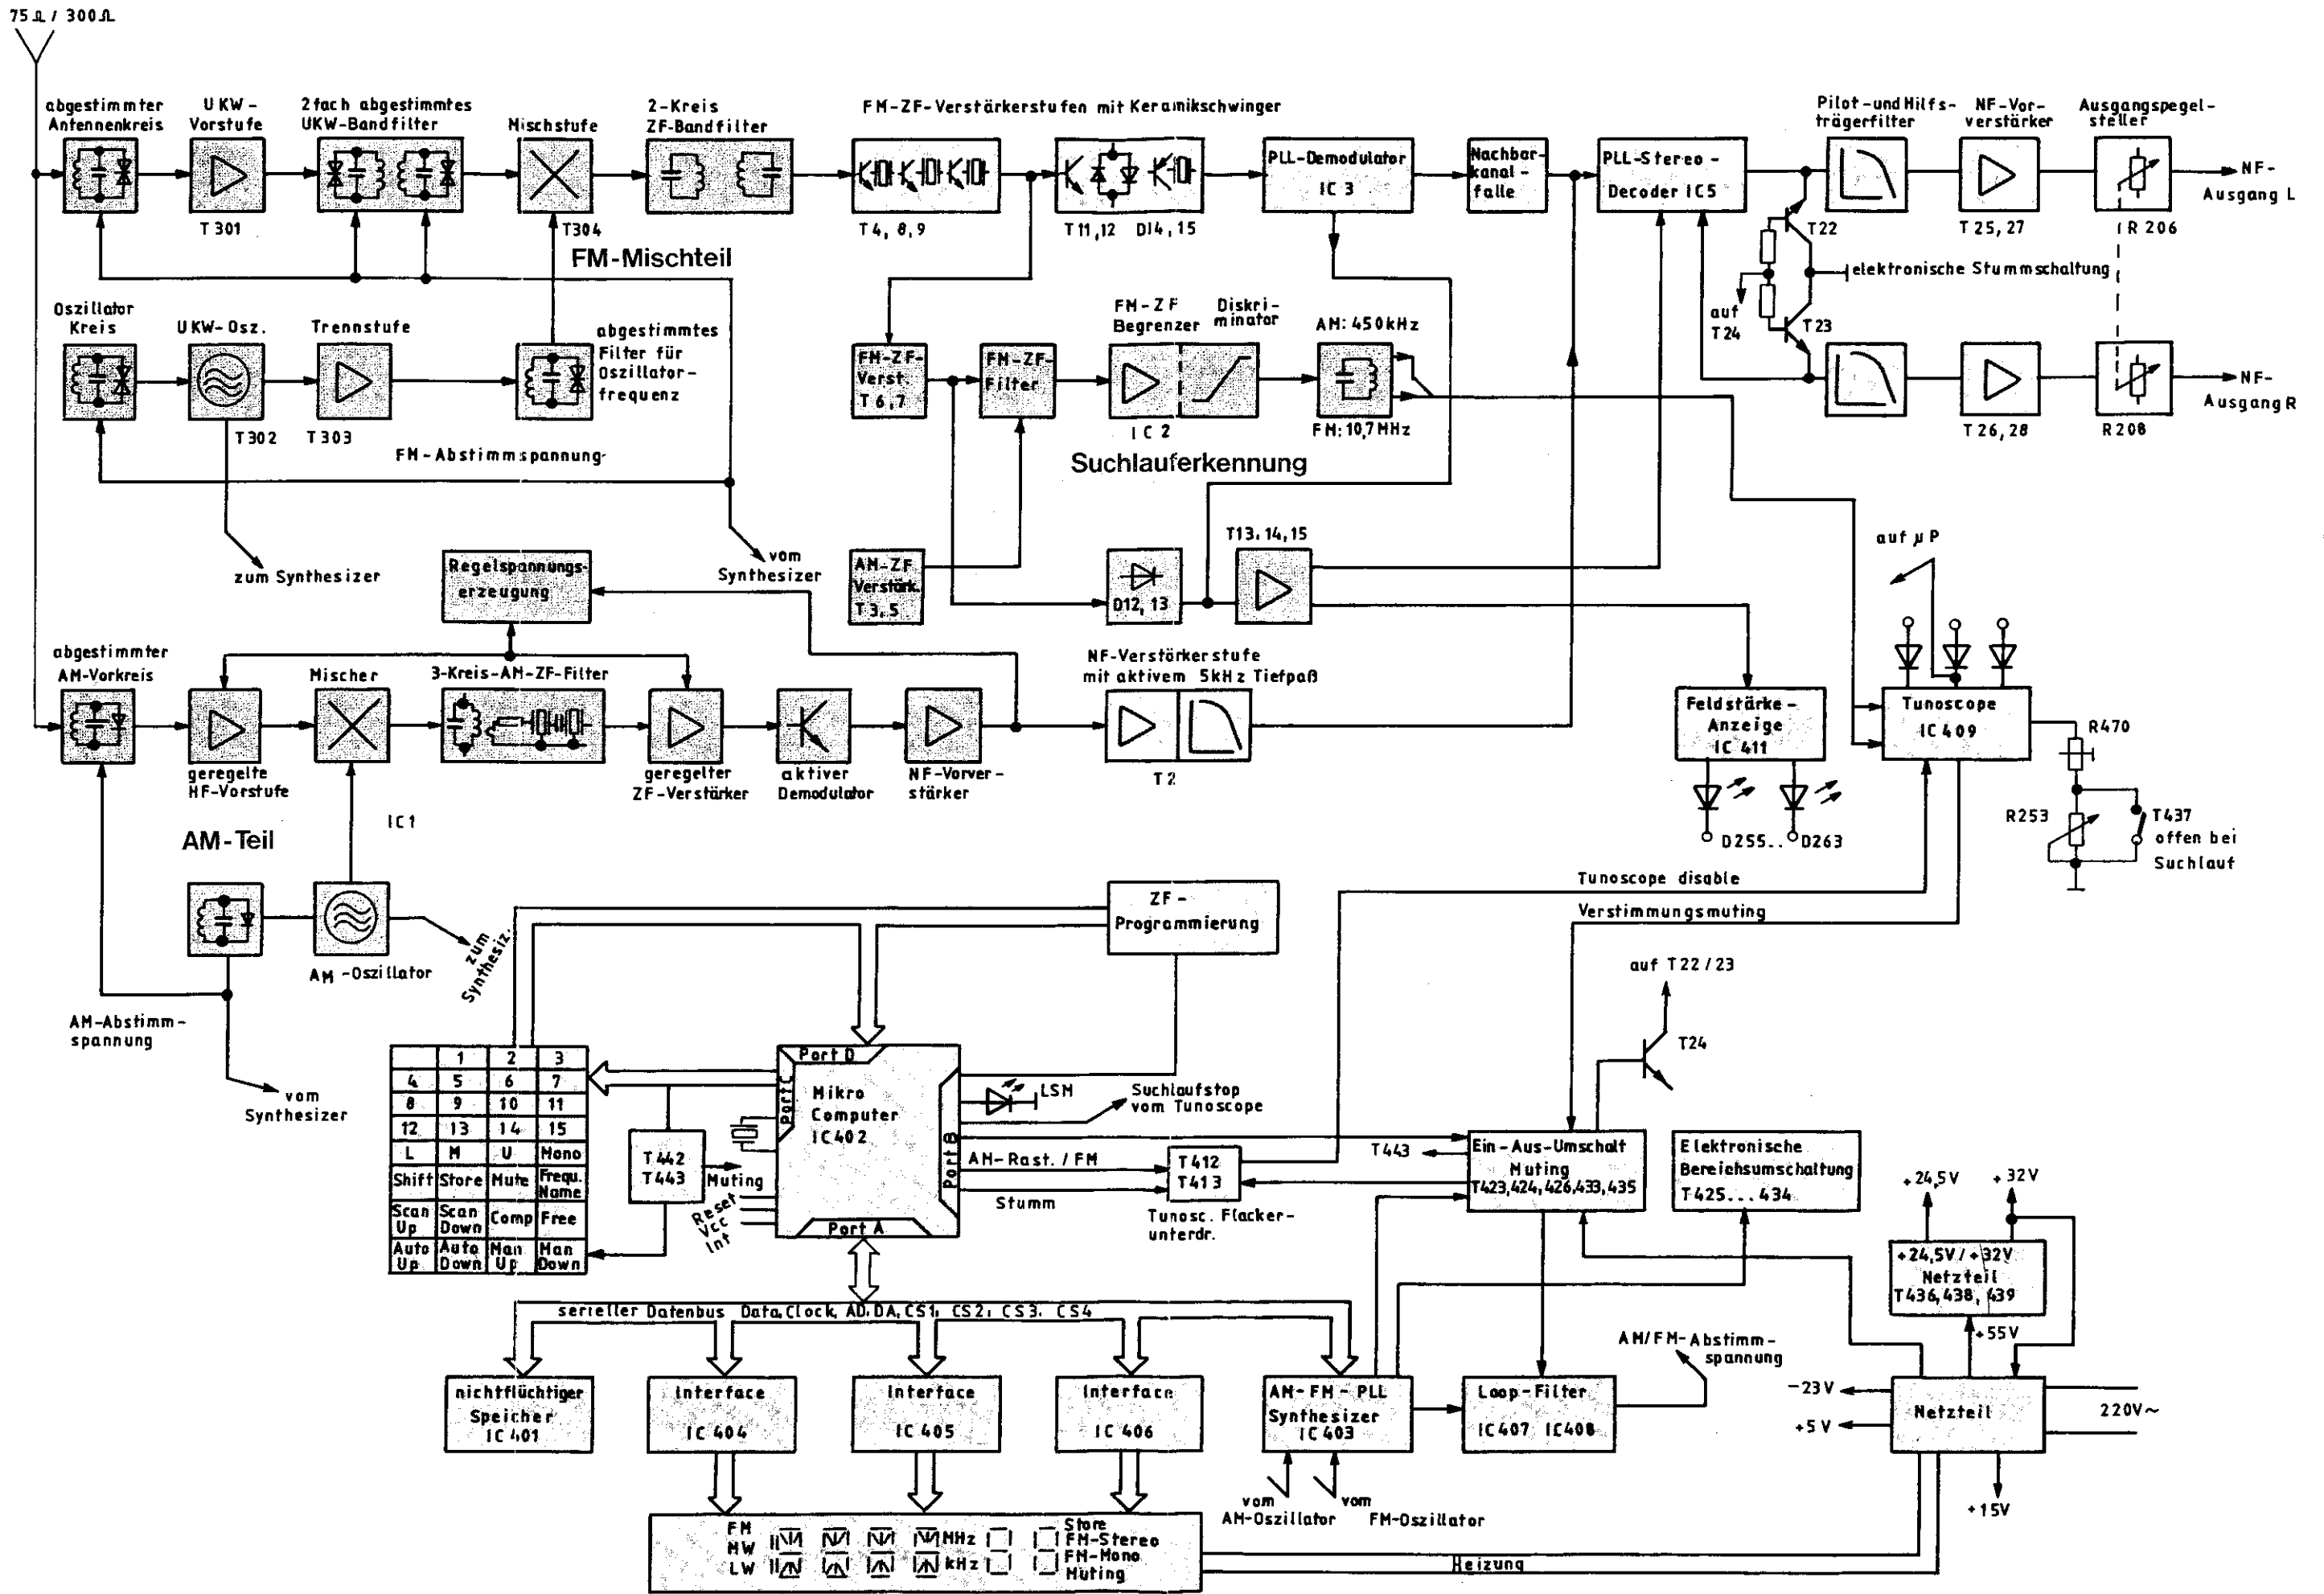 75Ω / 300Ω
abgestimmter
Antennenkreis
UKW-
Vorstufe
2fach abgestimmtes
UKW-Bandfilter
Mischstufe
2-Kreis
ZF-Bandfilter
FM-ZF-Verstärkerstufen mit Keramikschwinger
PLL-Demodulator
IC 3
Nachbar-
kanal-
falle
PLL-Stereo-
Decoder IC5
Pilot-und Hilfs-
trägerfilter
NF-Vor-
verstärker
Ausgangspegel-
steller
NF-
Ausgang L
T301
T304
T4, 8, 9
T11,12 D14, 15
T22
T25, 27
R 206
FM-Mischteil
elektronische Stummschaltung
auf
T24
T23
Oszillator
Kreis
UKW-Osz.
Trennstufe
abgestimmtes
Filter für
Oszillator-
frequenz
FM-ZF-
Verst.
T6,7
FM-ZF-
Filter
FM-ZF
Begrenzer
Diskri-
minator
AM: 450kHz
FM: 10,7MHz
IC 2
NF-
Ausgang R
T302
T303
T26, 28
R208
FM-Abstimmspannung
Suchlauferkennung
zum Synthesizer
vom
Synthesizer
Regelspannungs-
erzeugung
AM-ZF
Verstärk.
T3, 5
D12, 13
T13, 14, 15
auf µP
abgestimmter
AM-Vorkreis
Mischer
3-Kreis-AM-ZF-Filter
NF-Verstärkerstufe
mit aktivem 5kHz Tiefpaß
geregelte
HF-Vorstufe
geregelter
ZF-Verstärker
aktiver
Demodulator
NF-Vorver-
stärker
T2
Feldstärke-
Anzeige
IC 411
Tunoscope
IC 409
R470
R253
T437
offen bei
Suchlauf
D255.. D263
IC1
AM-Teil
AM-Oszillator
zum
Synthesiz.
AM-Abstimm-
spannung
vom
Synthesizer
ZF-
Programmierung
Tunoscope disable
Verstimmungsmuting
auf T22/23
T24
1 2 3
4 5 6 7
8 9 10 11
12 13 14 15
L M U Mono
Shift Store Mute Frequ. Name
Scan Up Scan Down Comp Free
Auto Up Auto Down Man Up Man Down
T442
T443
Muting
Reset
Vcc
Int
Port D
Port C
Port B
Port A
Mikro
Computer
IC402
LSM
Suchlaufstop
vom Tunoscope
AM-Rast. / FM
Stumm
T412
T413
Tunosc. Flacker-
unterdr.
T443
Ein-Aus-Umschalt
Muting
T423,424,426,433,435
Elektronische
Bereichsumschaltung
T425...434
+24,5V
+32V
+24,5V/+32V
Netzteil
T436,438,439
+55V
serieller Datenbus Data, Clock, AD, DA, CS1, CS2, CS3, CS4
nichtflüchtiger
Speicher
IC 401
Interface
IC 404
Interface
IC 405
Interface
IC 406
AM-FM-PLL
Synthesizer
IC403
Loop-Filter
IC407 IC408
AM/FM-Abstimm-
spannung
-23V
+5V
Netzteil
220V~
+15V
vom
AM-Oszillator
vom
FM-Oszillator
FM
MW
LW
MHz
kHz
Store
FM-Stereo
FM-Mono
Muting
Heizung